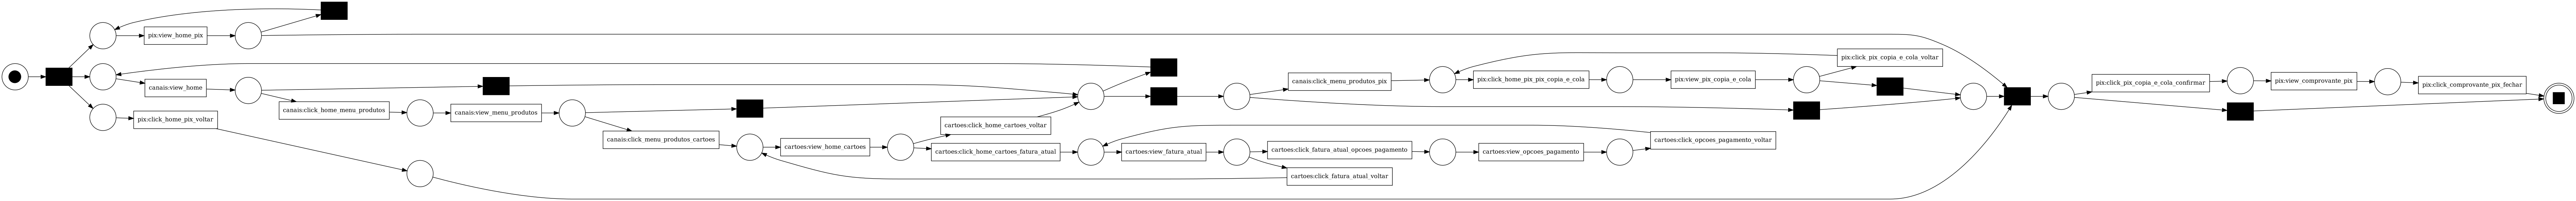 pix:view_home_pix
canais:view_home
pix:click_home_pix_voltar
canais:click_home_menu_produtos
canais:view_menu_produtos
canais:click_menu_produtos_cartoes
cartoes:view_home_cartoes
cartoes:click_home_cartoes_voltar
cartoes:click_home_cartoes_fatura_atual
cartoes:view_fatura_atual
cartoes:click_fatura_atual_opcoes_pagamento
cartoes:click_fatura_atual_voltar
canais:click_menu_produtos_pix
pix:click_home_pix_pix_copia_e_cola
cartoes:view_opcoes_pagamento
pix:view_pix_copia_e_cola
cartoes:click_opcoes_pagamento_voltar
pix:click_pix_copia_e_cola_voltar
pix:click_pix_copia_e_cola_confirmar
pix:view_comprovante_pix
pix:click_comprovante_pix_fechar